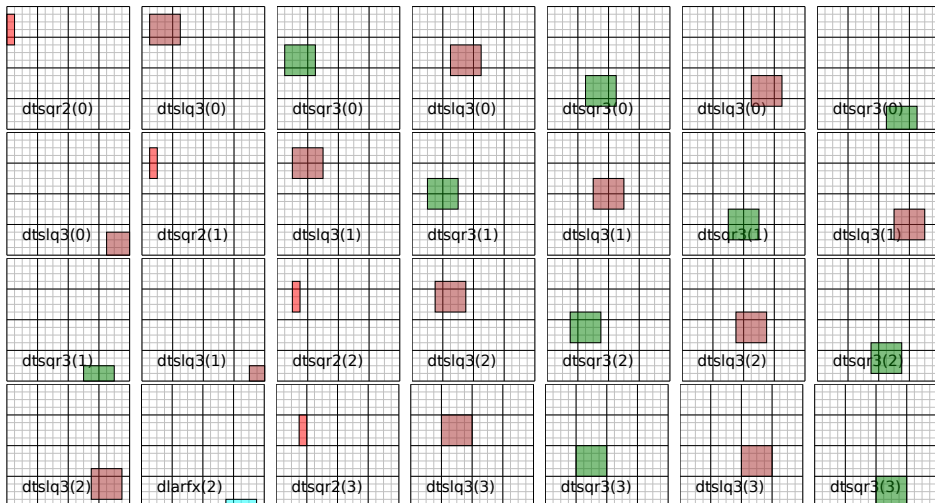 dtsqr2(0) dtslq3(0) dtsqr3(0) dtslq3(0) dtsqr3(0) dtslq3(0) dtsqr3(0)
dtslq3(0) dtsqr2(1) dtslq3(1) dtsqr3(1) dtslq3(1) dtsqr3(1) dtslq3(1)
dtsqr3(1) dtslq3(1) dtsqr2(2) dtslq3(2) dtsqr3(2) dtslq3(2) dtsqr3(2)
dtslq3(2) dlarfx(2) dtsqr2(3) dtslq3(3) dtsqr3(3) dtslq3(3) dtsqr3(3)